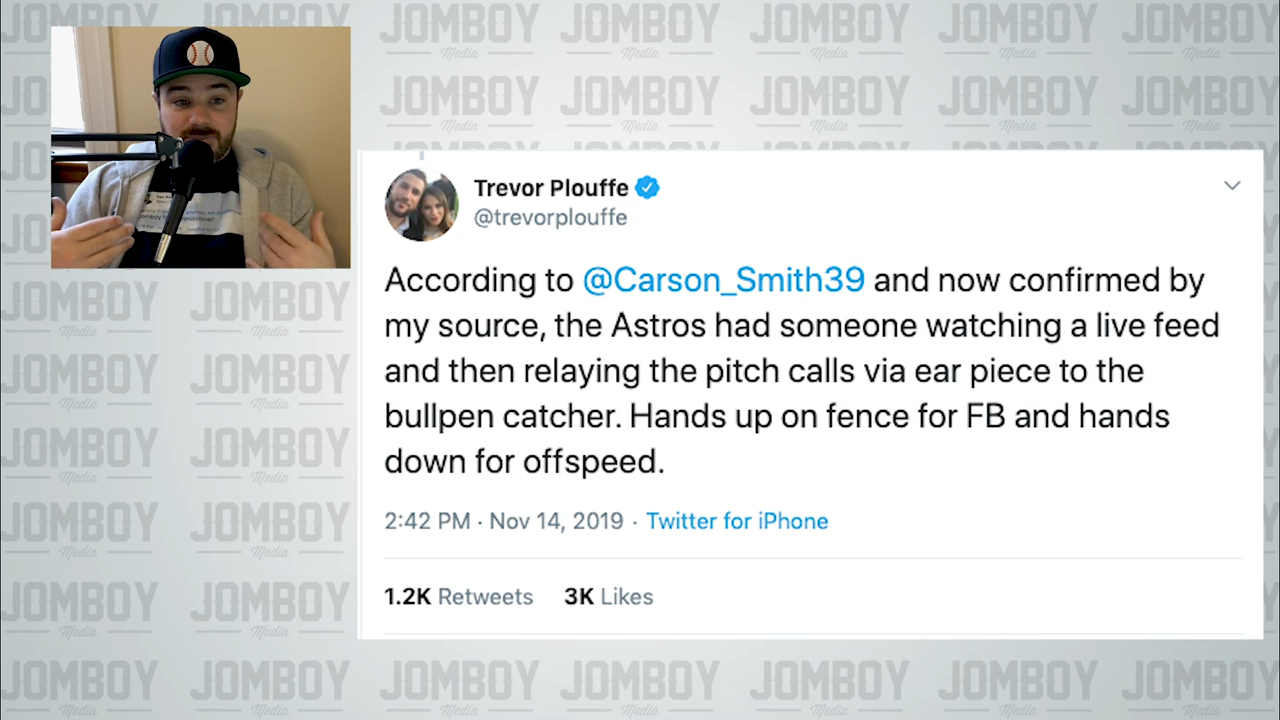 JOMBOY
Media
Trevor Plouffe
@trevorplouffe
According to @Carson_Smith39 and now confirmed by
my source, the Astros had someone watching a live feed
and then relaying the pitch calls via ear piece to the
bullpen catcher. Hands up on fence for FB and hands
down for offspeed.
2:42 PM · Nov 14, 2019 · Twitter for iPhone
1.2K Retweets 3K Likes